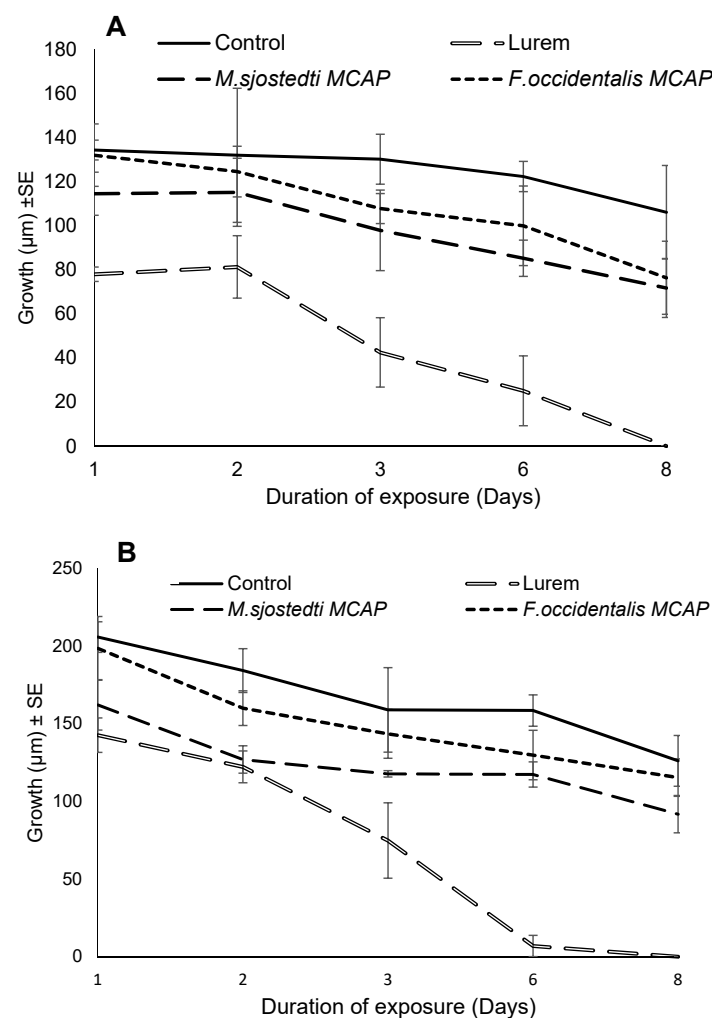 A
Control
Lurem
M.sjostedti MCAP
F.occidentalis MCAP
Growth (µm) ±SE
180
160
140
120
100
80
60
40
20
0
1 2 3 6 8
Duration of exposure (Days)
B
Control
Lurem
M.sjostedti MCAP
F.occidentalis MCAP
Growth (µm) ± SE
250
200
150
100
50
0
1 2 3 6 8
Duration of exposure (Days)